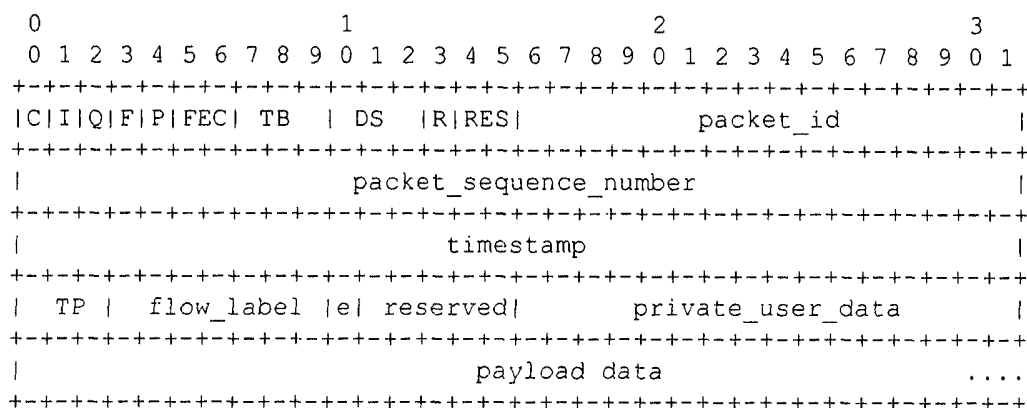 0                   1                   2                   3
 0 1 2 3 4 5 6 7 8 9 0 1 2 3 4 5 6 7 8 9 0 1 2 3 4 5 6 7 8 9 0 1
+-+-+-+-+-+-+-+-+-+-+-+-+-+-+-+-+-+-+-+-+-+-+-+-+-+-+-+-+-+-+-+-+
|C|I|Q|F|P|FEC|  TB  |  DS  |R|RES|          packet_id           |
+-+-+-+-+-+-+-+-+-+-+-+-+-+-+-+-+-+-+-+-+-+-+-+-+-+-+-+-+-+-+-+-+
|                    packet_sequence_number                     |
+-+-+-+-+-+-+-+-+-+-+-+-+-+-+-+-+-+-+-+-+-+-+-+-+-+-+-+-+-+-+-+-+
|                          timestamp                            |
+-+-+-+-+-+-+-+-+-+-+-+-+-+-+-+-+-+-+-+-+-+-+-+-+-+-+-+-+-+-+-+-+
|  TP |  flow_label |e| reserved|       private_user_data       |
+-+-+-+-+-+-+-+-+-+-+-+-+-+-+-+-+-+-+-+-+-+-+-+-+-+-+-+-+-+-+-+-+
|                            payload data                   ....
+-+-+-+-+-+-+-+-+-+-+-+-+-+-+-+-+-+-+-+-+-+-+-+-+-+-+-+-+-+-+-+-+